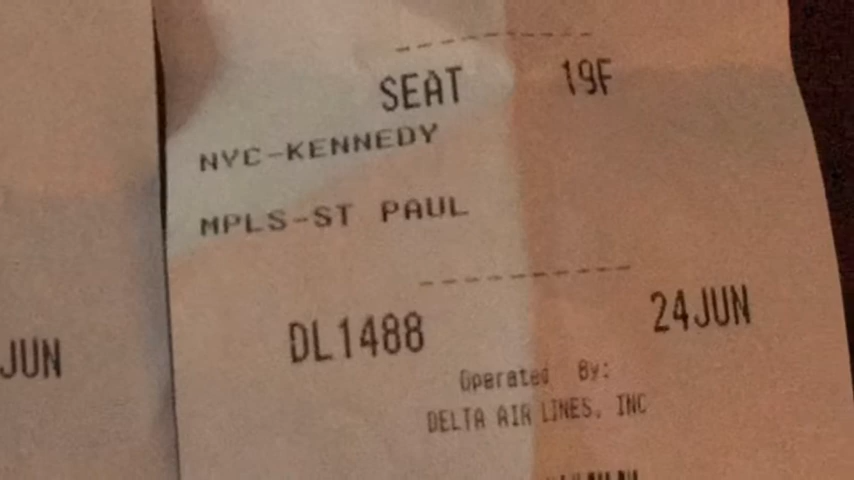 SEAT 19F
NYC-KENNEDY
MPLS-ST PAUL
DL1488 24JUN
JUN
Operated By:
DELTA AIR LINES, INC